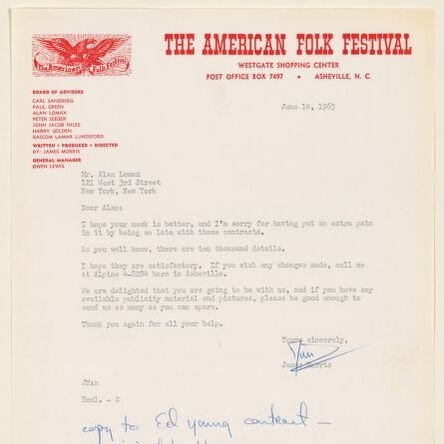 The American Folk Festival
THE AMERICAN FOLK FESTIVAL
WESTGATE SHOPPING CENTER
POST OFFICE BOX 7497 • ASHEVILLE, N. C.
June 14, 1963
BOARD OF ADVISORS
CARL SANDBERG
PAUL GREEN
ALAN LOMAX
PETER SEEGER
JOHN JACOB NILES
HARRY GOLDEN
BASCOM LAMAR LUNSFORD
WRITTEN • PRODUCED • DIRECTED
BY: JAMES MORRIS
GENERAL MANAGER
OWEN LEWIS
Mr. Alan Lomax
121 West 3rd Street
New York, New York
Dear Alan:
I hope your neck is better, and I'm sorry for having put an extra pain
in it by being so late with these contracts.
As you well know, there are ten thousand details.
I hope they are satisfactory. If you wish any changes made, call me
at Alpine 4-8284 here in Asheville.
We are delighted that you are going to be with us, and if you have any
available publicity material and pictures, please be good enough to
send us as many as you can spare.
Thank you again for all your help.
Yours sincerely,
Jim
James Morris
JM:m
Encl. - 2
copy to Ed Young contract -